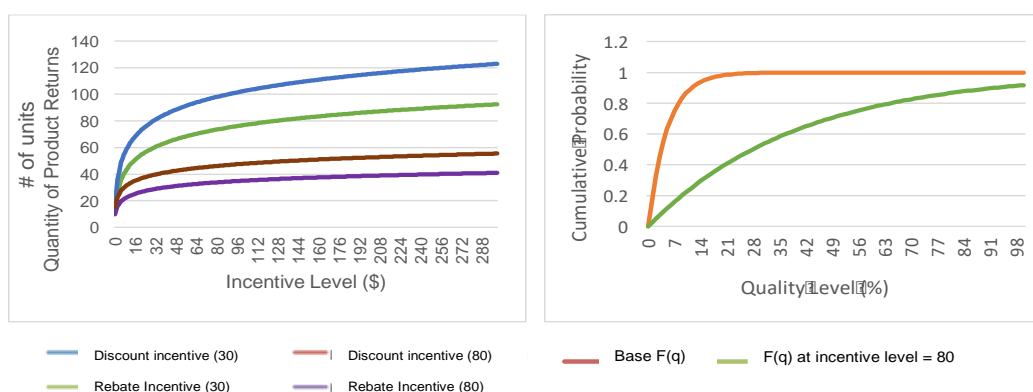 # of units
Quantity of Product Returns
140
120
100
80
60
40
20
0
0 16 32 48 64 80 96 112 128 144 160 176 192 208 224 240 256 272 288
Incentive Level ($)
Discount incentive (30)
Discount incentive (80)
Rebate Incentive (30)
Rebate Incentive (80)
Cumulative Probability
1.2
1
0.8
0.6
0.4
0.2
0
0 7 14 21 28 35 42 49 56 63 70 77 84 91 98
Quality Level (%)
Base F(q)
F(q) at incentive level = 80